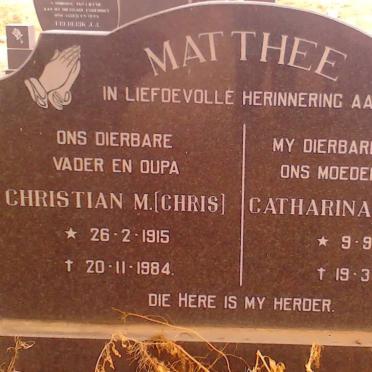 FREDERIK J.J.
MATTHEE
IN LIEFDEVOLLE HERINNERING AA
ONS DIERBARE
VADER EN OUPA
CHRISTIAN M.[CHRIS]
★ 26-2-1915
† 20-11-1984.
MY DIERBAR
ONS MOEDE
CATHARINA
★ 9-9
† 19-3
DIE HERE IS MY HERDER.